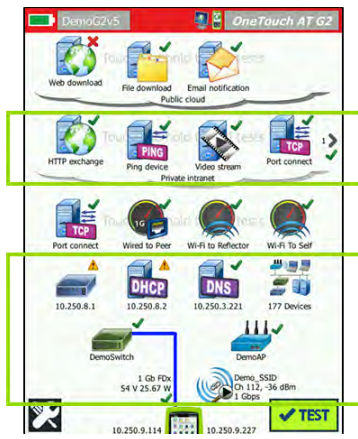 DemoG2v5 OneTouch AT G2
Web download File download Email notification
Public cloud
PING TCP
HTTP exchange Ping device Video stream Port connect
1
Private intranet
TCP 1G
Port connect Wired to Peer Wi-Fi to Reflector Wi-Fi To Self
DHCP DNS
10.250.8.1 10.250.8.2 10.250.3.221 177 Devices
DemoSwitch DemoAP
1 Gb FDx Demo_SSID
54 V 25.67 W Ch 112, -36 dBm
1 Gbps
TEST
10.250.9.114 10.250.9.227